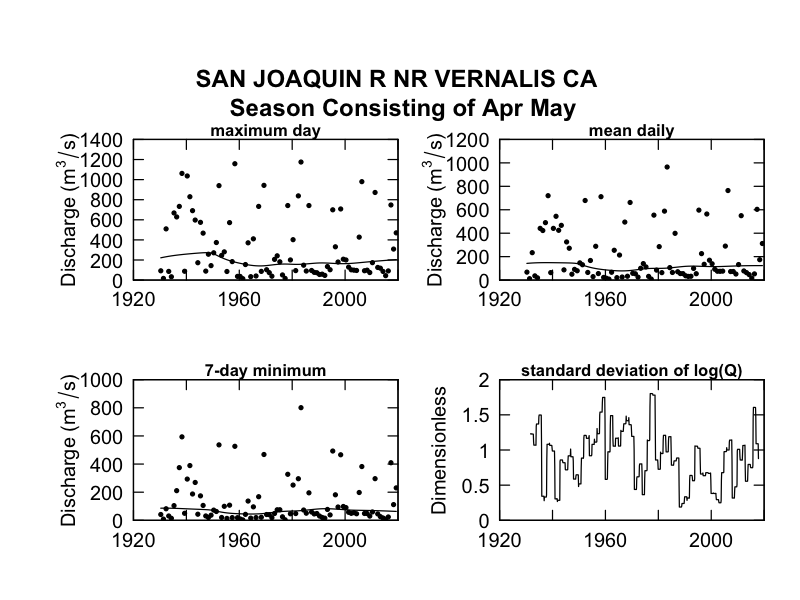 SAN JOAQUIN R NR VERNALIS CA
Season Consisting of Apr May
maximum day
Discharge (m³/s)
1400
1200
1000
800
600
400
200
0
1920 1960 2000
mean daily
Discharge (m³/s)
1200
1000
800
600
400
200
0
1920 1960 2000
7-day minimum
Discharge (m³/s)
1000
800
600
400
200
0
1920 1960 2000
standard deviation of log(Q)
Dimensionless
2
1.5
1
0.5
0
1920 1960 2000